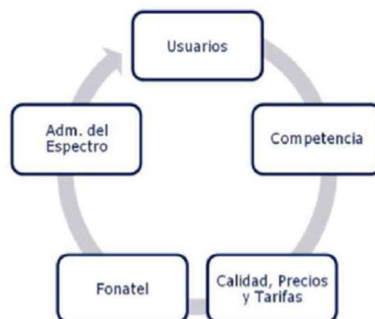 Usuarios
Competencia
Calidad, Precios
y Tarifas
Fonatel
Adm. del
Espectro